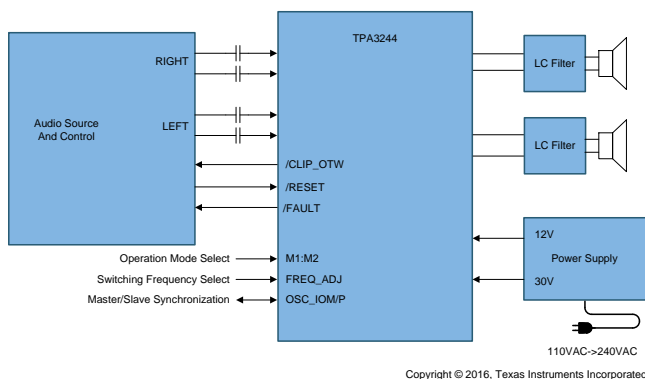 TPA3244
RIGHT
LC Filter
Audio Source
And Control
LEFT
LC Filter
/CLIP_OTW
/RESET
/FAULT
12V
Operation Mode Select
M1:M2
Power Supply
Switching Frequency Select
FREQ_ADJ
30V
Master/Slave Synchronization
OSC_IOM/P
110VAC->240VAC
Copyright © 2016, Texas Instruments Incorporated